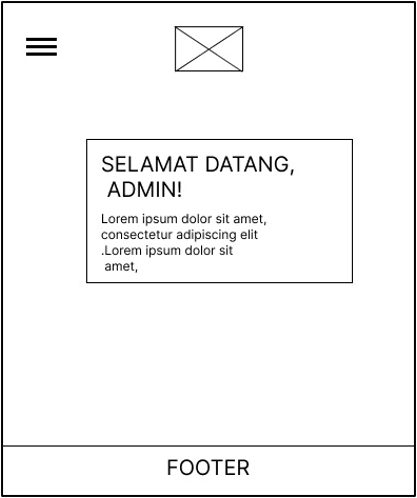 SELAMAT DATANG,
ADMIN!
Lorem ipsum dolor sit amet,
consectetur adipiscing elit
.Lorem ipsum dolor sit
amet,
FOOTER